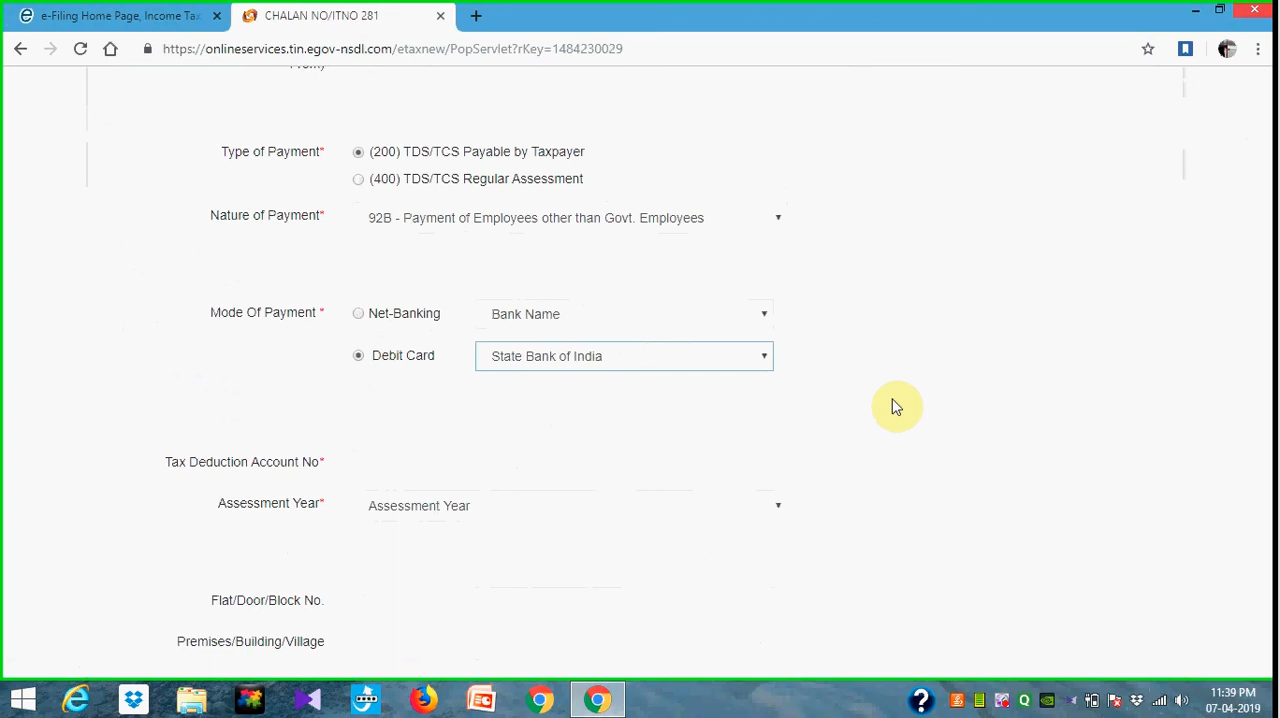 e-Filing Home Page, Income Tax
CHALAN NO/ITNO 281
https://onlineservices.tin.egov-nsdl.com/etaxnew/PopServlet?rKey=1484230029
Type of Payment*
(200) TDS/TCS Payable by Taxpayer
(400) TDS/TCS Regular Assessment
Nature of Payment*
92B - Payment of Employees other than Govt. Employees
Mode Of Payment *
Net-Banking
Bank Name
Debit Card
State Bank of India
Tax Deduction Account No*
Assessment Year*
Assessment Year
Flat/Door/Block No.
Premises/Building/Village
11:39 PM
07-04-2019